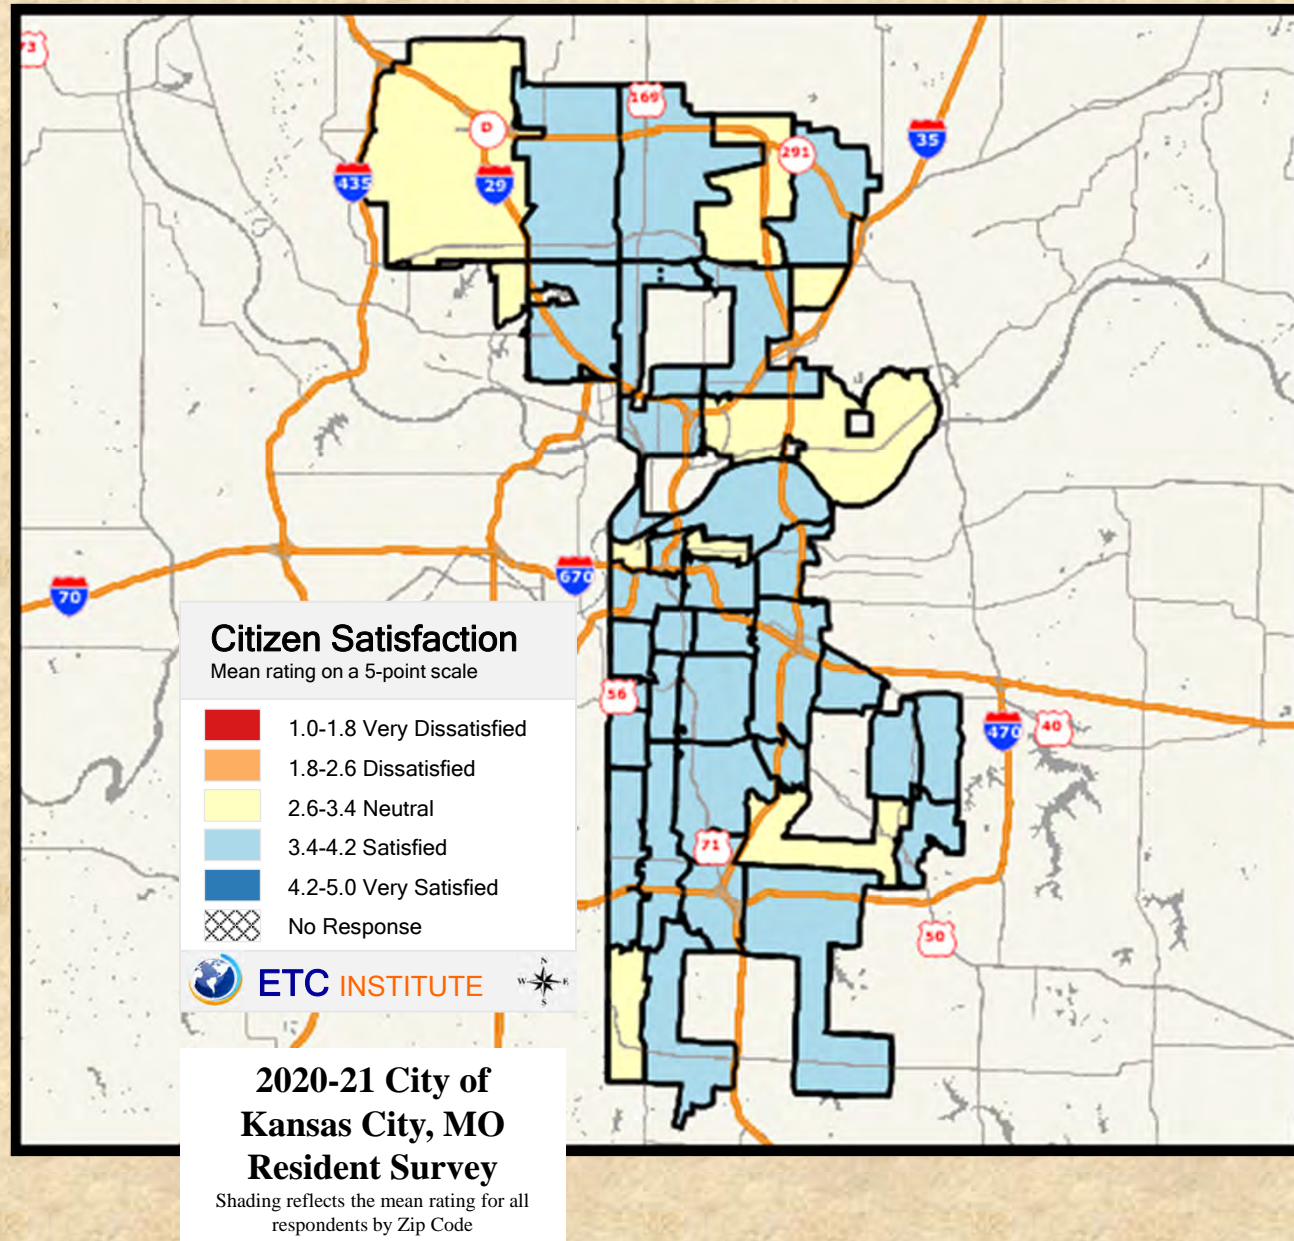 73
169
D
291
35
435
29
70
670
56
40
470
71
50
Citizen Satisfaction
Mean rating on a 5-point scale
1.0-1.8 Very Dissatisfied
1.8-2.6 Dissatisfied
2.6-3.4 Neutral
3.4-4.2 Satisfied
4.2-5.0 Very Satisfied
No Response
ETC INSTITUTE
N
W E
S
2020-21 City of
Kansas City, MO
Resident Survey
Shading reflects the mean rating for all
respondents by Zip Code